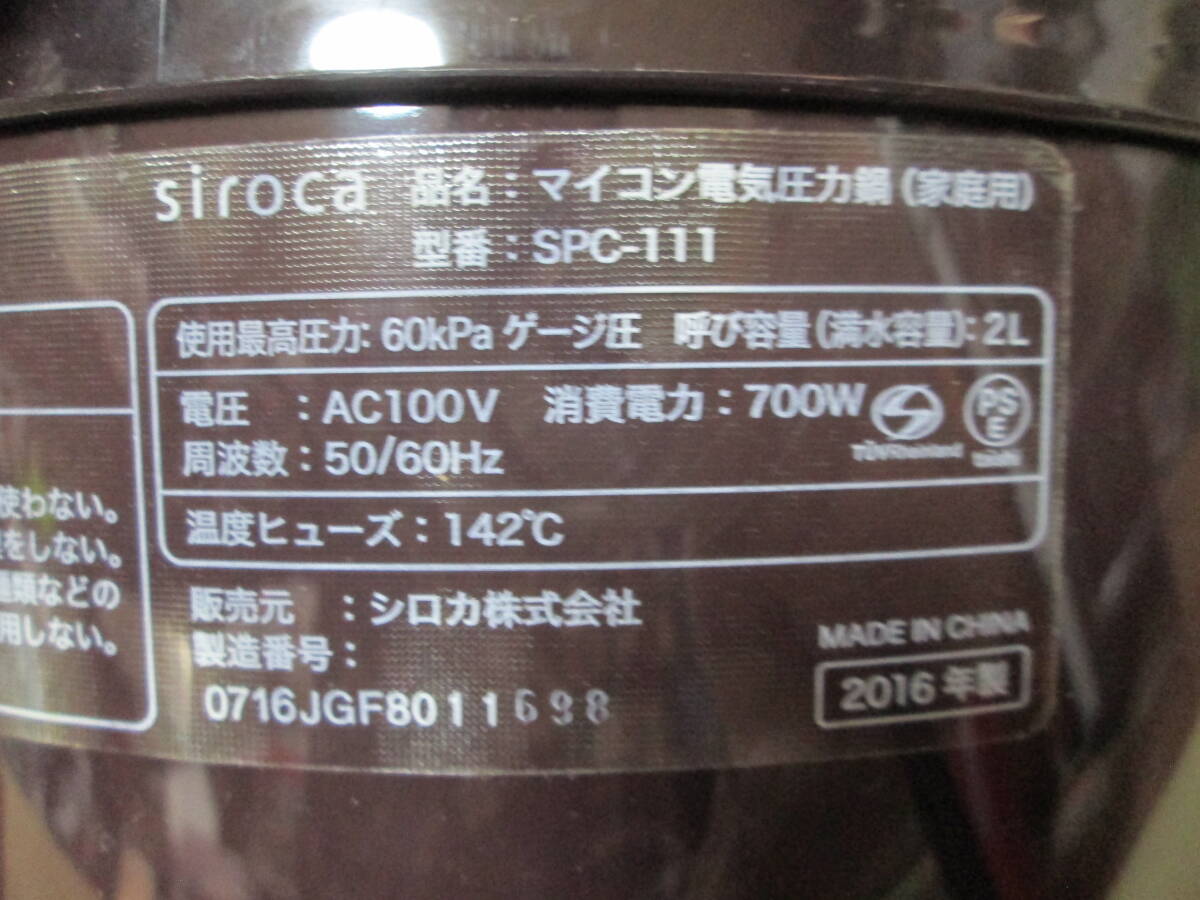 siroca 品名：マイコン電気圧力鍋（家庭用）
型番：SPC-111
使用最高圧力：60kPa ゲージ圧 呼び容量（満水容量）：2L
電圧 ：AC100V 消費電力：700W
PS
E
TÜVRheinland
周波数：50/60Hz
温度ヒューズ：142℃
販売元 ：シロカ株式会社
製造番号：
0716JGF8011698
MADE IN CHINA
2016 年製
使わない。
をしない。
種類などの
用しない。